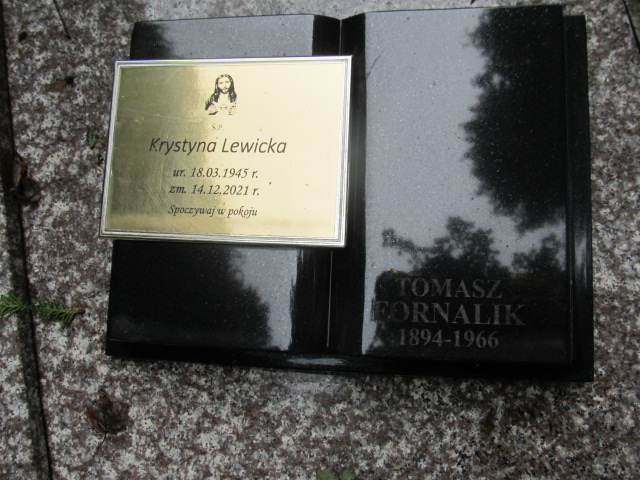 Ś.P.
Krystyna Lewicka
ur. 18.03.1945 r.
zm. 14.12.2021 r.
Spoczywaj w pokoju
TOMASZ
FORNALIK
1894-1966